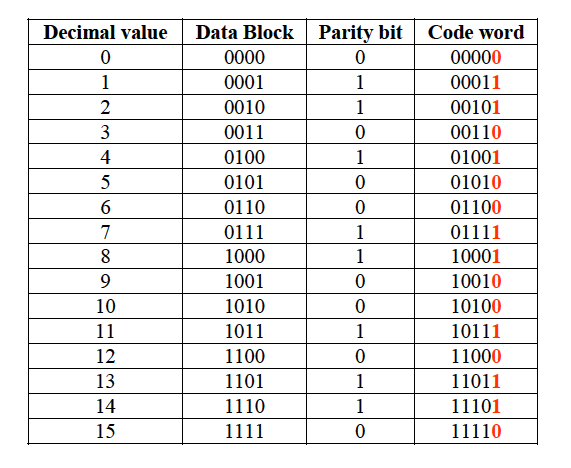 Decimal value Data Block Parity bit Code word
0 0000 0 00000
1 0001 1 00011
2 0010 1 00101
3 0011 0 00110
4 0100 1 01001
5 0101 0 01010
6 0110 0 01100
7 0111 1 01111
8 1000 1 10001
9 1001 0 10010
10 1010 0 10100
11 1011 1 10111
12 1100 0 11000
13 1101 1 11011
14 1110 1 11101
15 1111 0 11110